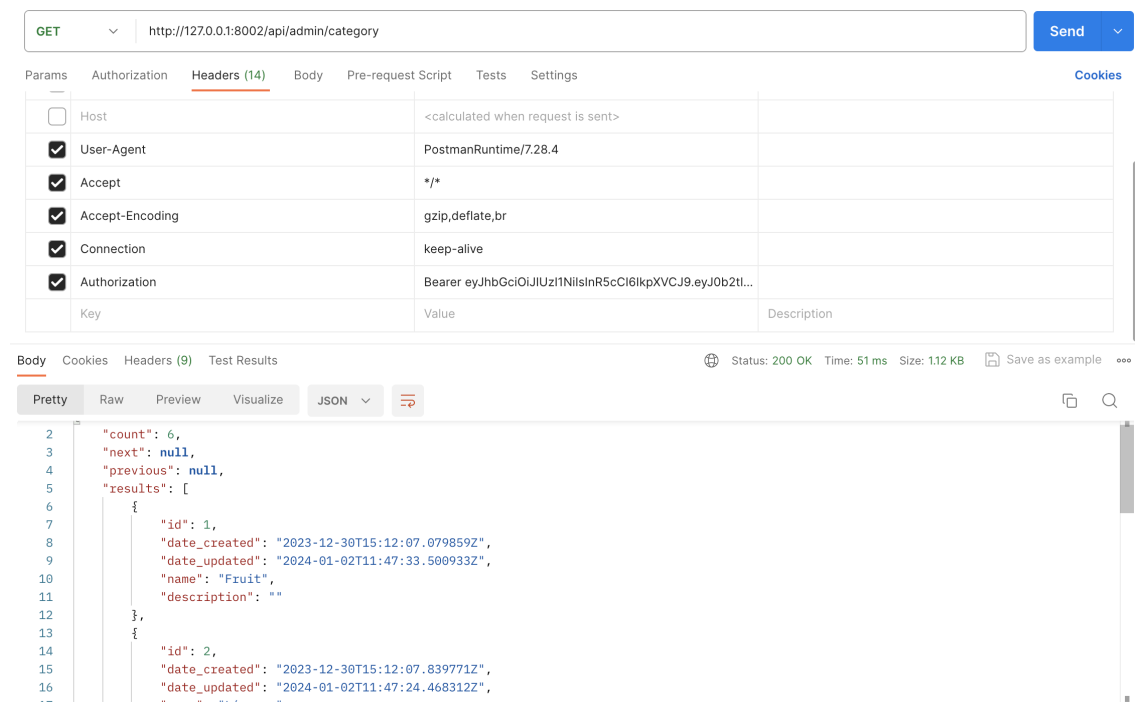 GET http://127.0.0.1:8002/api/admin/category Send
Params Authorization Headers (14) Body Pre-request Script Tests Settings Cookies
Host <calculated when request is sent>
User-Agent PostmanRuntime/7.28.4
Accept */*
Accept-Encoding gzip,deflate,br
Connection keep-alive
Authorization Bearer eyJhbGciOiJIUzI1NiIsInR5cCI6IkpXVCJ9.eyJ0b2tl...
Key Value Description
Body Cookies Headers (9) Test Results Status: 200 OK Time: 51 ms Size: 1.12 KB Save as example
Pretty Raw Preview Visualize JSON
2 "count": 6,
3 "next": null,
4 "previous": null,
5 "results": [
6 {
7 "id": 1,
8 "date_created": "2023-12-30T15:12:07.079859Z",
9 "date_updated": "2024-01-02T11:47:33.500933Z",
10 "name": "Fruit",
11 "description": ""
12 },
13 {
14 "id": 2,
15 "date_created": "2023-12-30T15:12:07.839771Z",
16 "date_updated": "2024-01-02T11:47:24.468312Z",